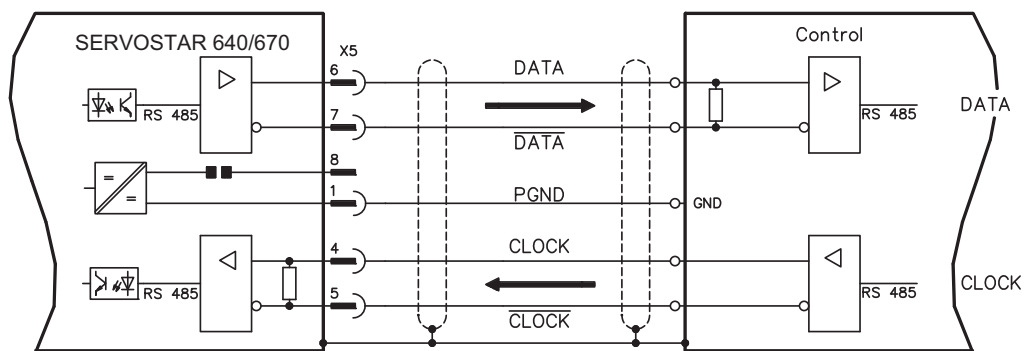 SERVOSTAR 640/670
X5
Control
6
DATA
RS 485
RS 485
DATA
7
DATA
8
1
PGND
GND
4
CLOCK
RS 485
RS 485
CLOCK
5
CLOCK